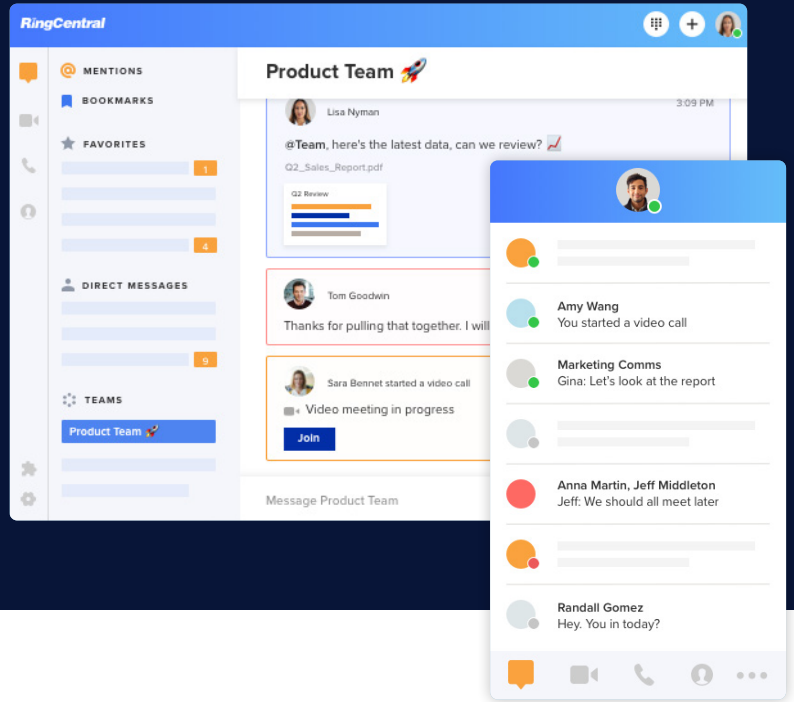 RingCentral
@ MENTIONS
BOOKMARKS
FAVORITES
1
4
DIRECT MESSAGES
9
TEAMS
Product Team 🚀
Product Team 🚀
Lisa Nyman
3:09 PM
@Team, here's the latest data, can we review? 📈
Q2_Sales_Report.pdf
Q2 Review
Tom Goodwin
Thanks for pulling that together. I will
Sara Bennet started a video call
Video meeting in progress
Join
Message Product Team
Amy Wang
You started a video call
Marketing Comms
Gina: Let's look at the report
Anna Martin, Jeff Middleton
Jeff: We should all meet later
Randall Gomez
Hey. You in today?